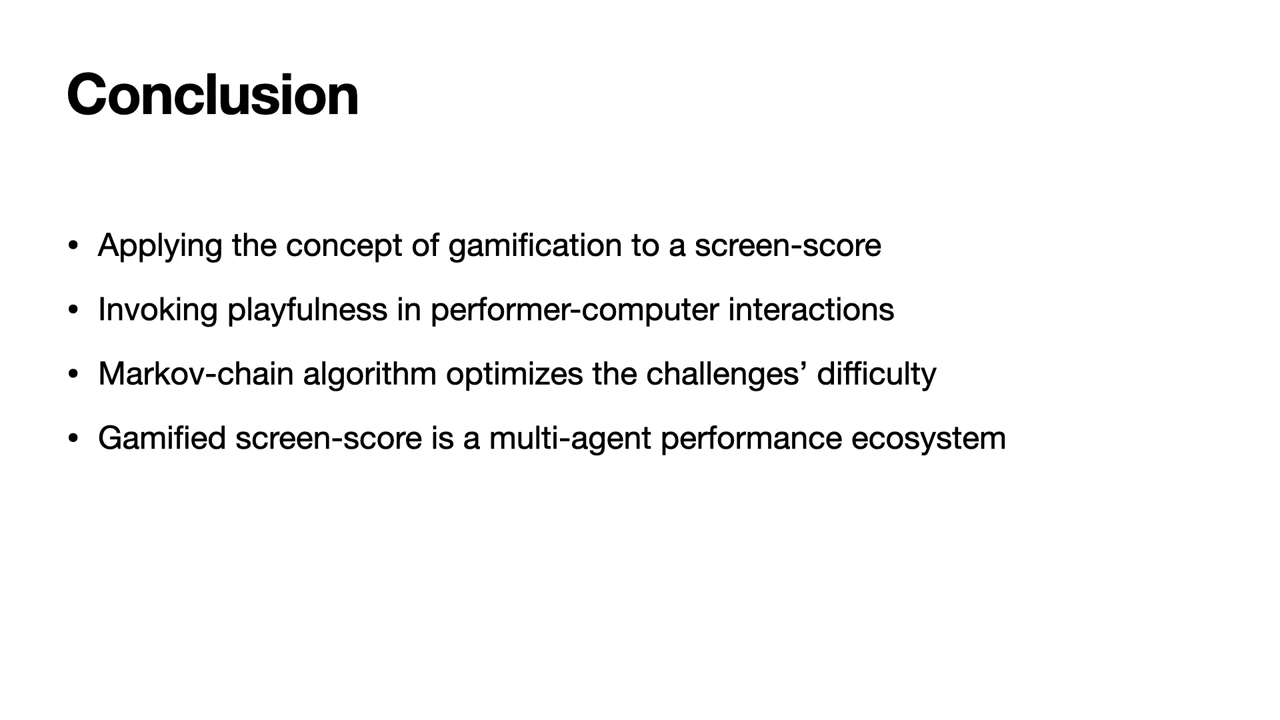 Conclusion
• Applying the concept of gamification to a screen-score
• Invoking playfulness in performer-computer interactions
• Markov-chain algorithm optimizes the challenges’ difficulty
• Gamified screen-score is a multi-agent performance ecosystem